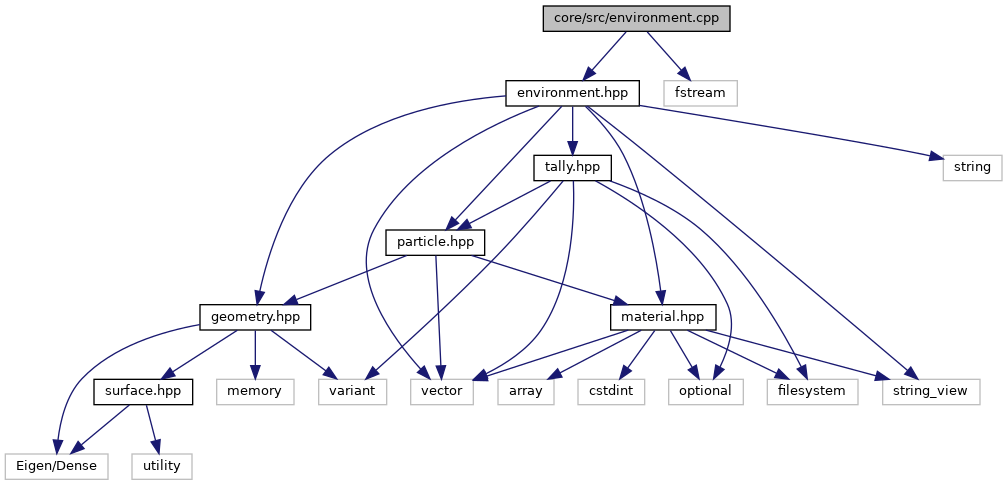 core/src/environment.cpp
environment.hpp
fstream
tally.hpp
string
particle.hpp
geometry.hpp
material.hpp
surface.hpp
memory
variant
vector
array
cstdint
optional
filesystem
string_view
Eigen/Dense
utility